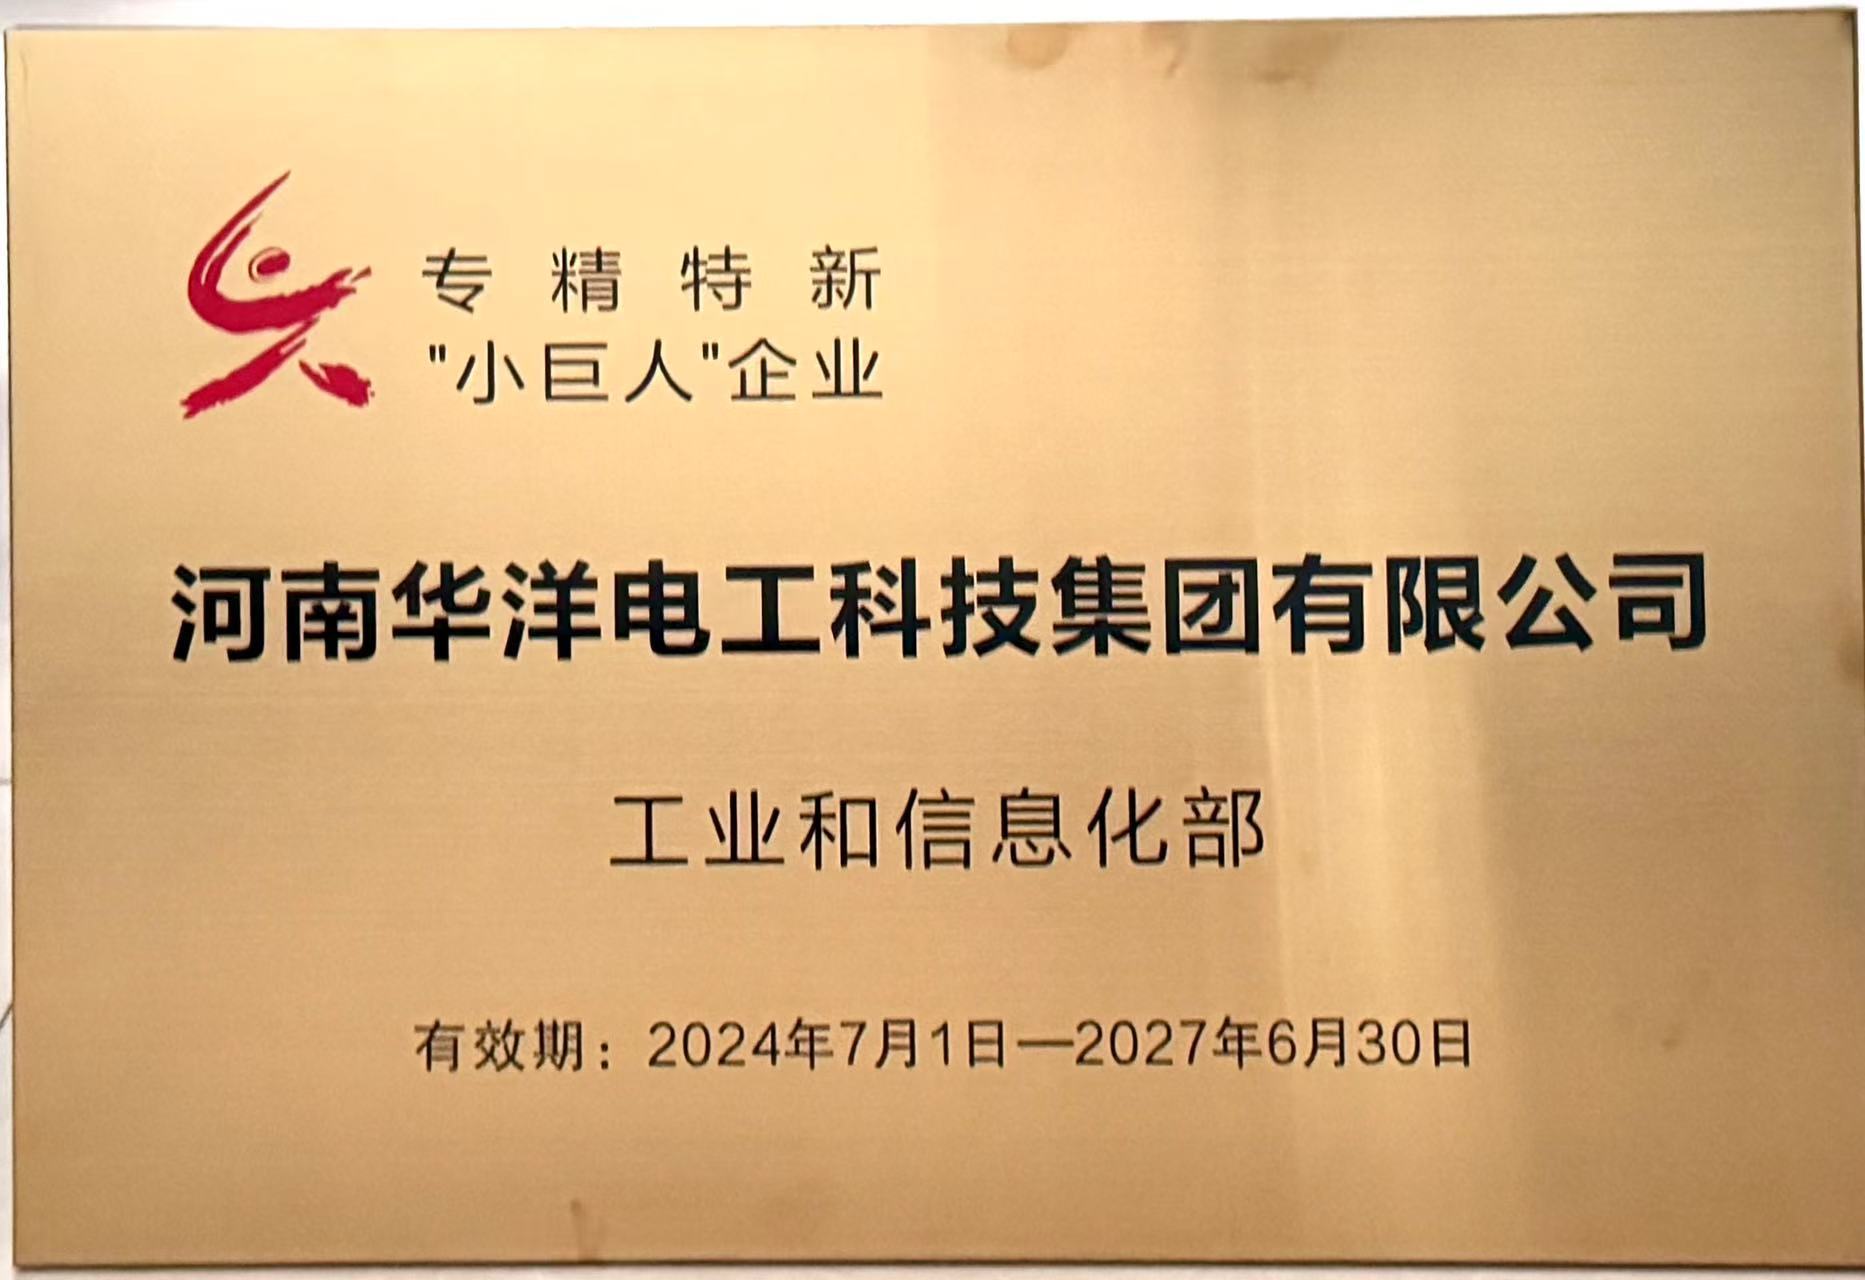 专精特新
"小巨人"企业
河南华洋电工科技集团有限公司
工业和信息化部
有效期：2024年7月1日—2027年6月30日